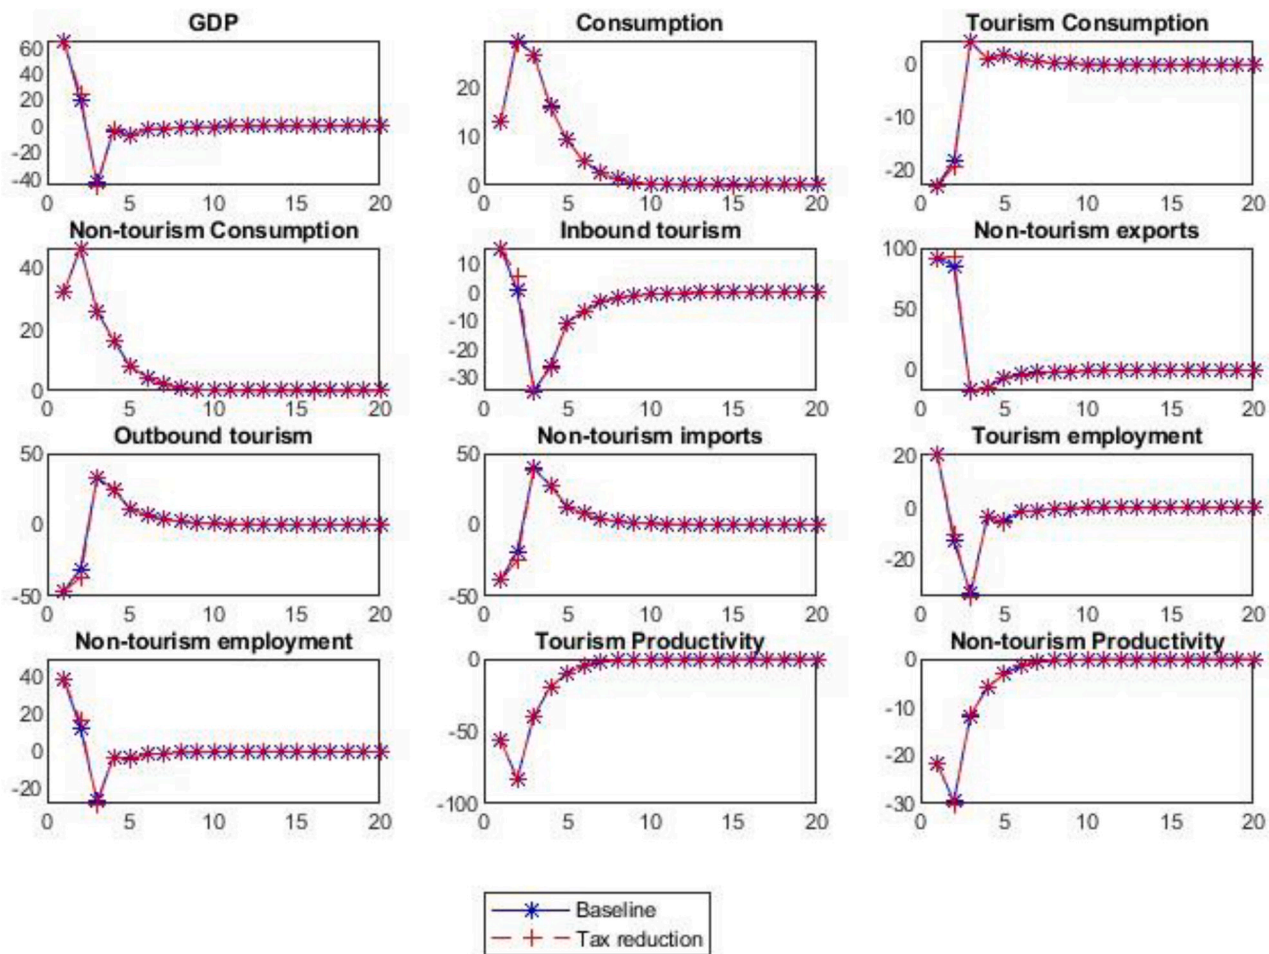 GDP
60
40
20
0
-20
-40
0 5 10 15 20
Consumption
20
10
0
0 5 10 15 20
Tourism Consumption
0
-10
-20
0 5 10 15 20
Non-tourism Consumption
40
20
0
0 5 10 15 20
Inbound tourism
10
0
-10
-20
-30
0 5 10 15 20
Non-tourism exports
100
50
0
0 5 10 15 20
Outbound tourism
50
0
-50
0 5 10 15 20
Non-tourism imports
50
0
-50
0 5 10 15 20
Tourism employment
20
0
-20
0 5 10 15 20
Non-tourism employment
40
20
0
-20
0 5 10 15 20
Tourism Productivity
0
-50
-100
0 5 10 15 20
Non-tourism Productivity
0
-10
-20
-30
0 5 10 15 20
Baseline
Tax reduction